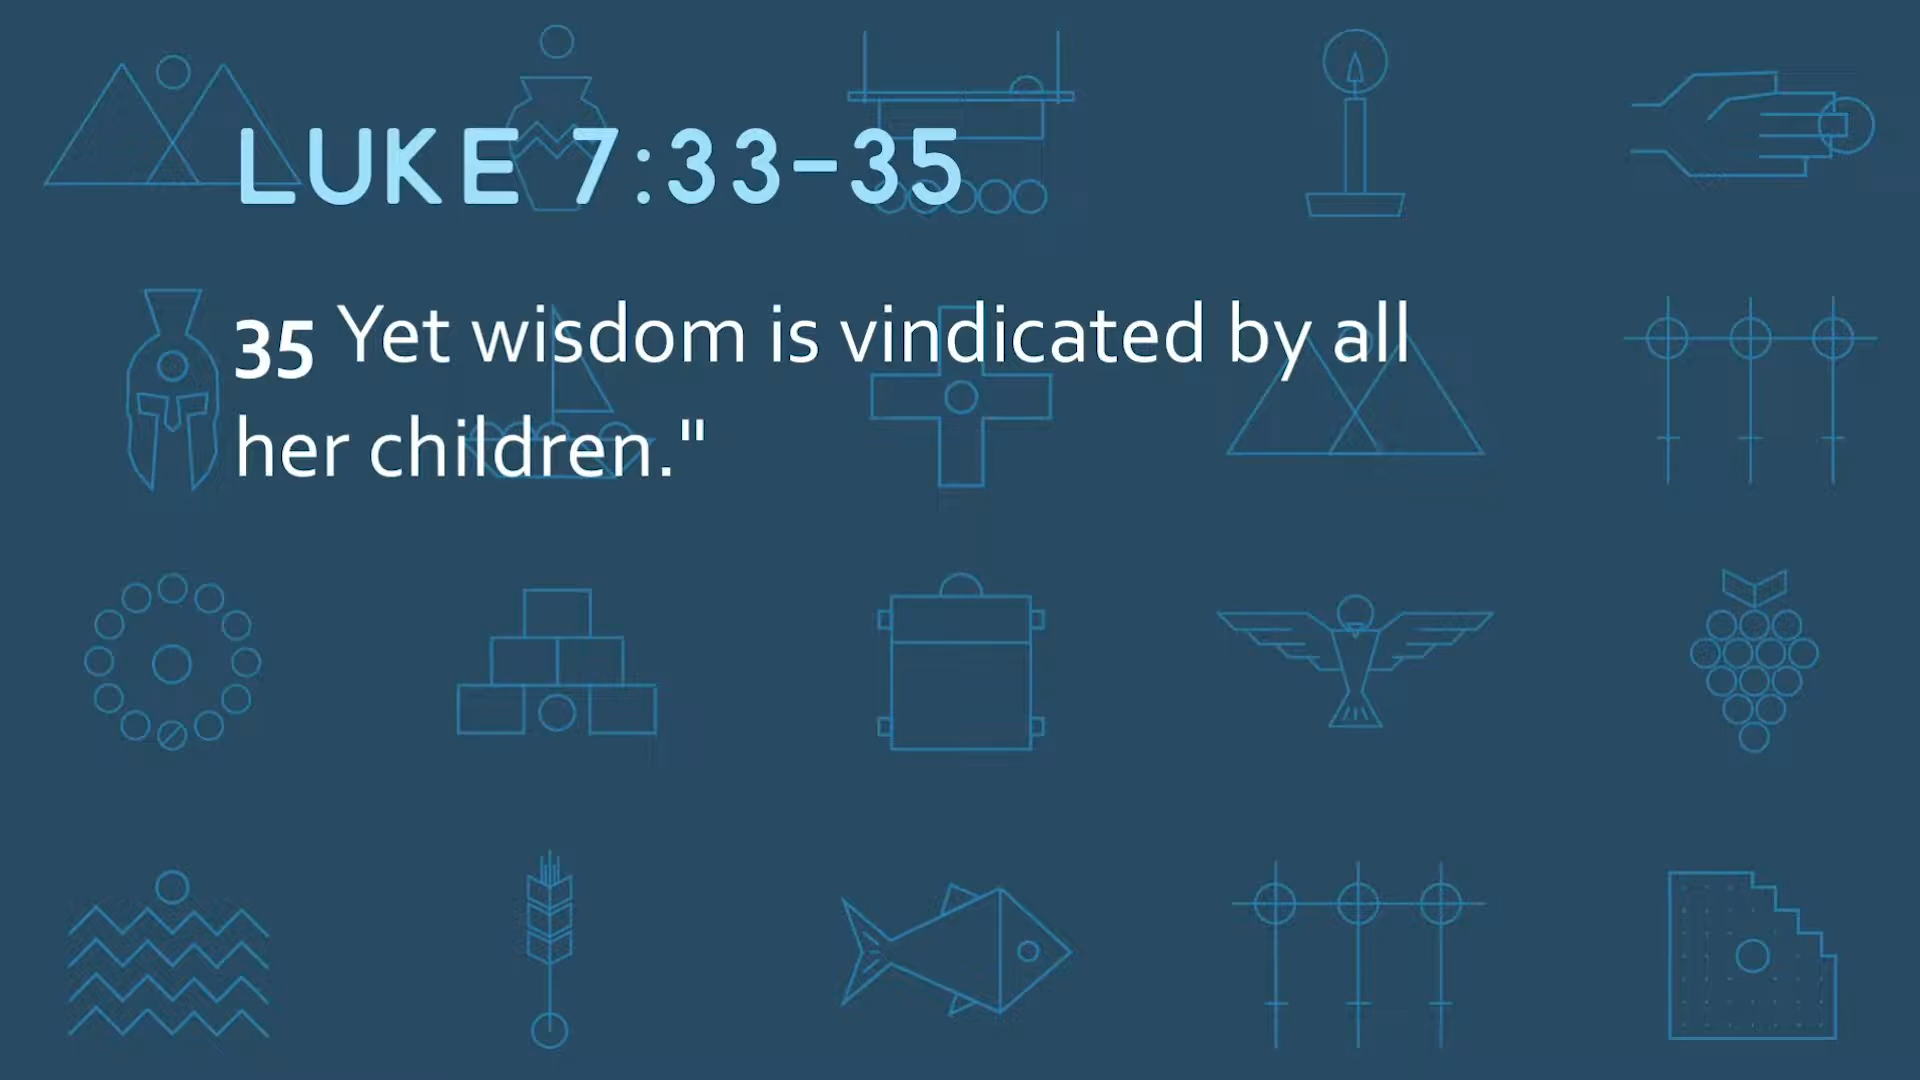 LUKE 7:33-35
35 Yet wisdom is vindicated by all
her children."